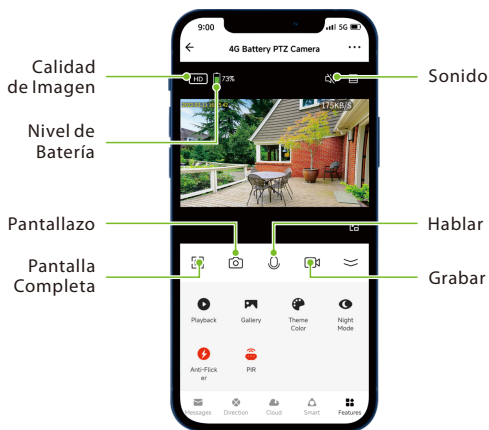 9:00
5G
4G Battery PTZ Camera
Calidad
de Imagen
HD
73%
Sonido
175KB/S
Nivel de
Batería
Pantallazo
Hablar
Pantalla
Completa
Grabar
Playback
Gallery
Theme
Color
Night
Mode
Anti-Flick
er
PIR
Messages
Direction
Cloud
Smart
Features